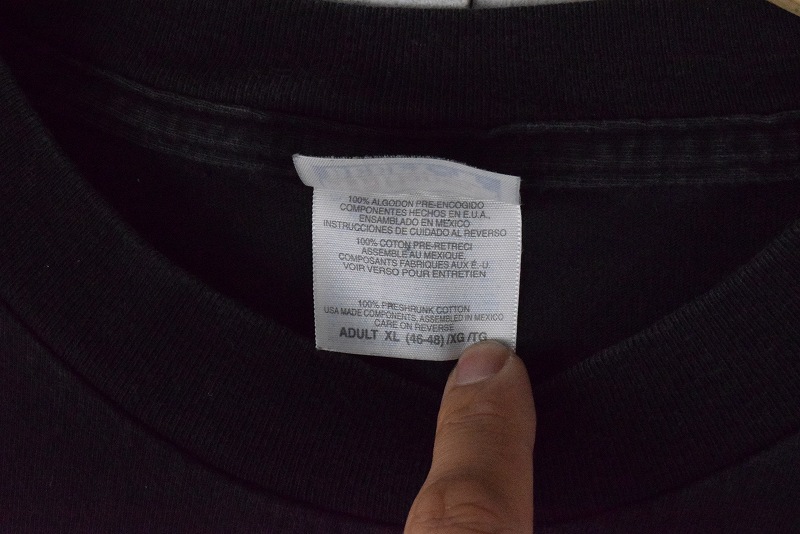 100% ALGODON PRE-ENCOGIDO
COMPONENTES HECHOS EN E.U.A.,
ENSAMBLADO EN MEXICO
INSTRUCCIONES DE CUIDADO AL REVERSO
100% COTON PRE-RETRECI
ASSEMBLE AU MEXIQUE,
COMPOSANTS FABRIQUES AUX É.-U.
VOIR VERSO POUR ENTRETIEN
100% PRESHRUNK COTTON
USA MADE COMPONENTS, ASSEMBLED IN MEXICO
CARE ON REVERSE
ADULT XL (46-48)/XG/TG